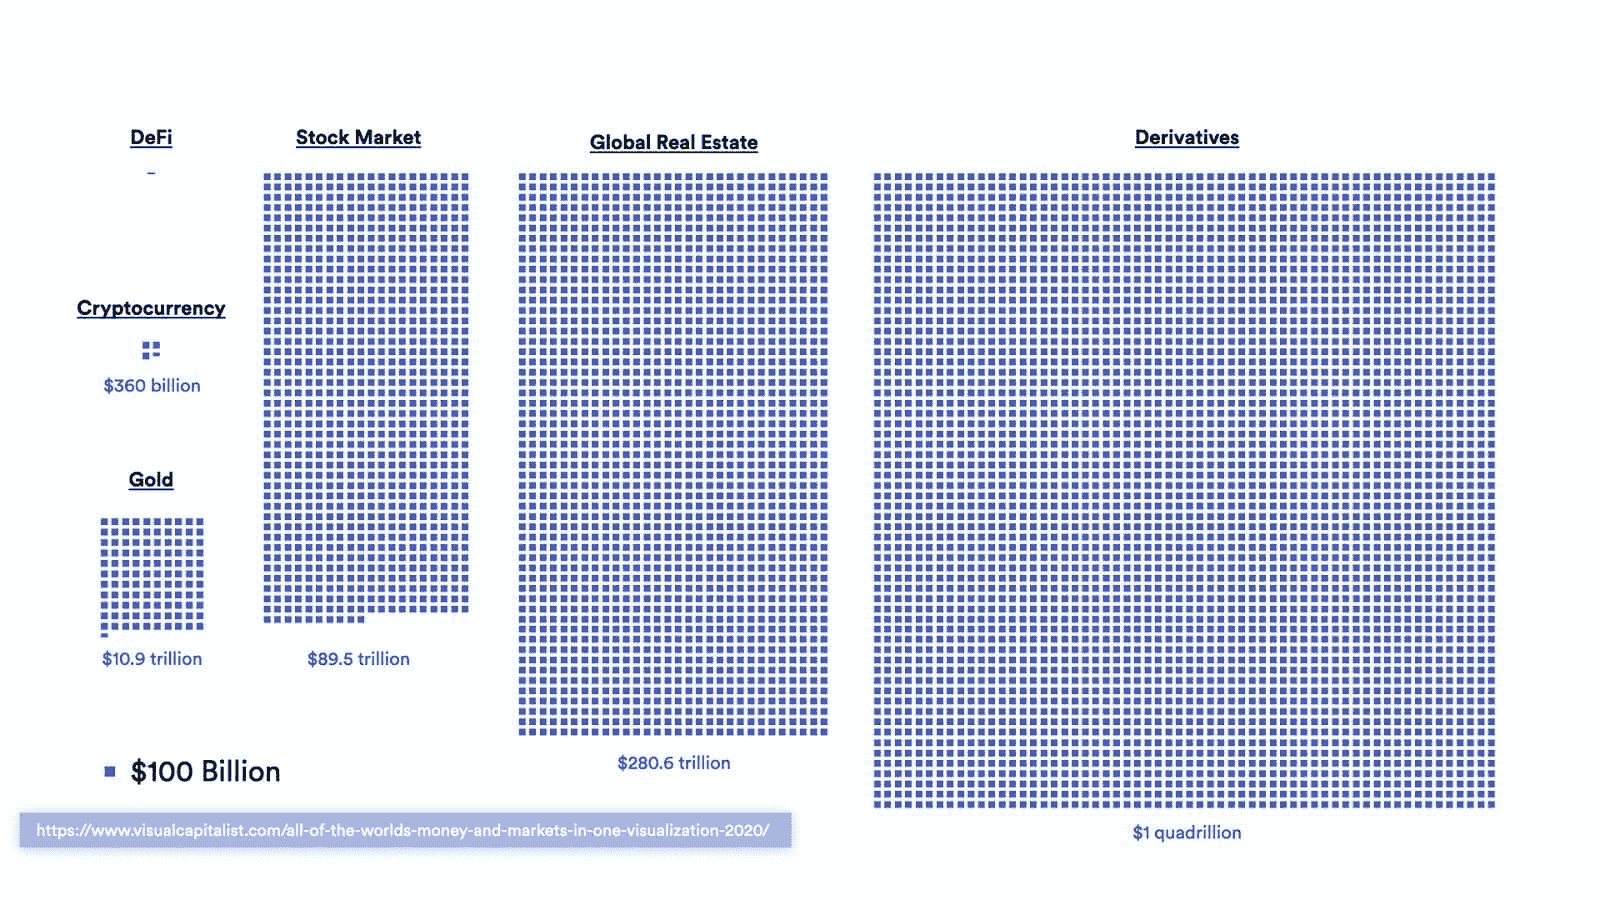 DeFi
Stock Market
Global Real Estate
Derivatives
Cryptocurrency
$360 billion
Gold
$10.9 trillion
$89.5 trillion
$280.6 trillion
$100 Billion
https://www.visualcapitalist.com/all-of-the-worlds-money-and-markets-in-one-visualization-2020/
$1 quadrillion